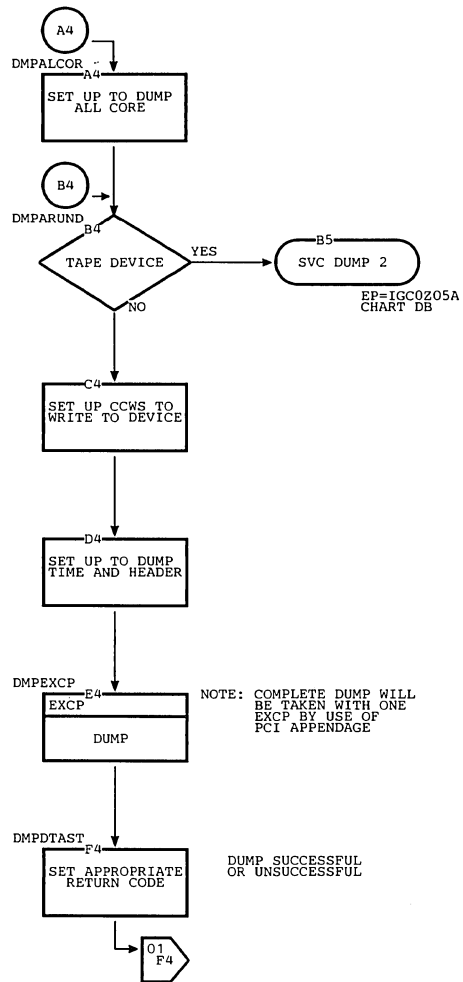 A4
DMPALCOR
A4
SET UP TO DUMP
ALL CORE
B4
DMPARUND
B4
TAPE DEVICE
YES
B5
SVC DUMP 2
EP=IGC0Z05A
CHART DB
NO
C4
SET UP CCWS TO
WRITE TO DEVICE
D4
SET UP TO DUMP
TIME AND HEADER
DMPEXCP
E4
EXCP
DUMP
NOTE: COMPLETE DUMP WILL
BE TAKEN WITH ONE
EXCP BY USE OF
PCI APPENDAGE
DMPDTAST
F4
SET APPROPRIATE
RETURN CODE
DUMP SUCCESSFUL
OR UNSUCCESSFUL
01
F4